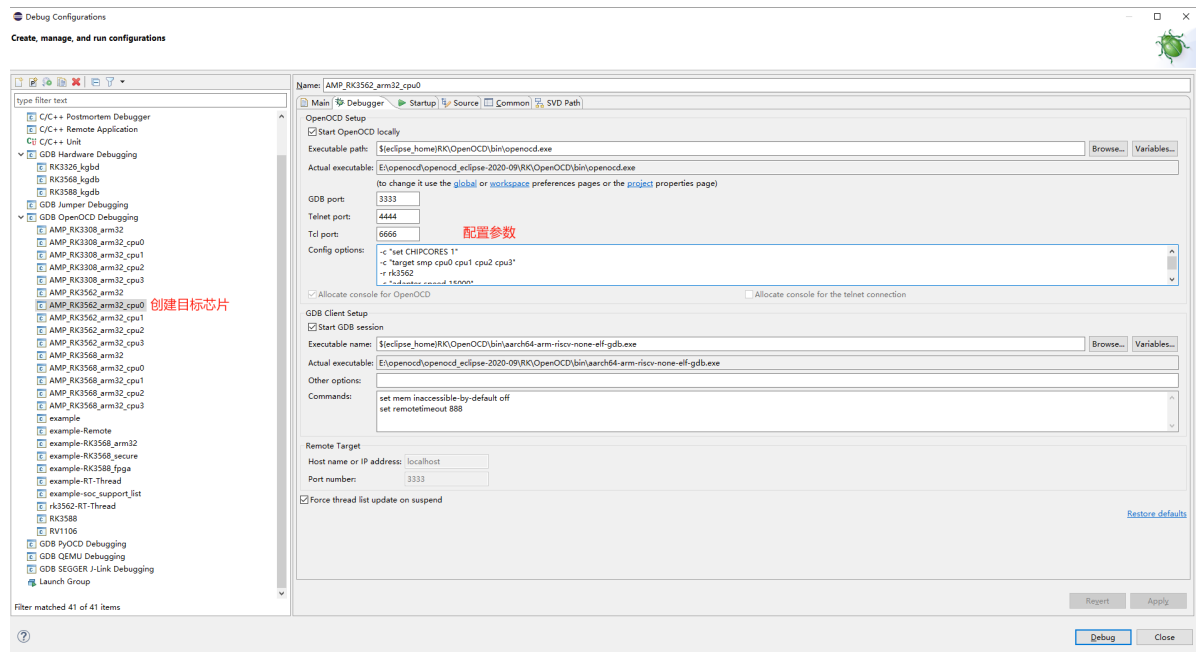 Debug Configurations
Create, manage, and run configurations
type filter text
C/C++ Postmortem Debugger
C/C++ Remote Application
C/C++ Unit
GDB Hardware Debugging
RK3326_kgbd
RK3568_kgdb
RK3588_kgdb
GDB Jumper Debugging
GDB OpenOCD Debugging
AMP_RK3308_arm32
AMP_RK3308_arm32_cpu0
AMP_RK3308_arm32_cpu1
AMP_RK3308_arm32_cpu2
AMP_RK3308_arm32_cpu3
AMP_RK3562_arm32
AMP_RK3562_arm32_cpu0 创建目标芯片
AMP_RK3562_arm32_cpu1
AMP_RK3562_arm32_cpu2
AMP_RK3562_arm32_cpu3
AMP_RK3568_arm32
AMP_RK3568_arm32_cpu0
AMP_RK3568_arm32_cpu1
AMP_RK3568_arm32_cpu2
AMP_RK3568_arm32_cpu3
example
example-Remote
example-RK3568_arm32
example-RK3568_secure
example-RK3588_fpga
example-RT-Thread
example-soc_support_list
rk3562-RT-Thread
RK3588
RV1106
GDB PyOCD Debugging
GDB QEMU Debugging
GDB SEGGER J-Link Debugging
Launch Group
Filter matched 41 of 41 items
Name: AMP_RK3562_arm32_cpu0
Main Debugger Startup Source Common SVD Path
OpenOCD Setup
Start OpenOCD locally
Executable path: ${eclipse_home}RK\OpenOCD\bin\openocd.exe Browse... Variables...
Actual executable: E:\openocd\openocd_eclipse-2020-09\RK\OpenOCD\bin\openocd.exe
(to change it use the global or workspace preferences pages or the project properties page)
GDB port: 3333
Telnet port: 4444
Tcl port: 6666 配置参数
Config options: -c "set CHIPCORES 1"
-c "target smp cpu0 cpu1 cpu2 cpu3"
-r rk3562
-c "adapter speed 15000"
Allocate console for OpenOCD Allocate console for the telnet connection
GDB Client Setup
Start GDB session
Executable name: ${eclipse_home}RK\OpenOCD\bin\aarch64-arm-riscv-none-elf-gdb.exe Browse... Variables...
Actual executable: E:\openocd\openocd_eclipse-2020-09\RK\OpenOCD\bin\aarch64-arm-riscv-none-elf-gdb.exe
Other options:
Commands: set mem inaccessible-by-default off
set remotetimeout 888
Remote Target
Host name or IP address: localhost
Port number: 3333
Force thread list update on suspend
Restore defaults
Revert Apply
Debug Close